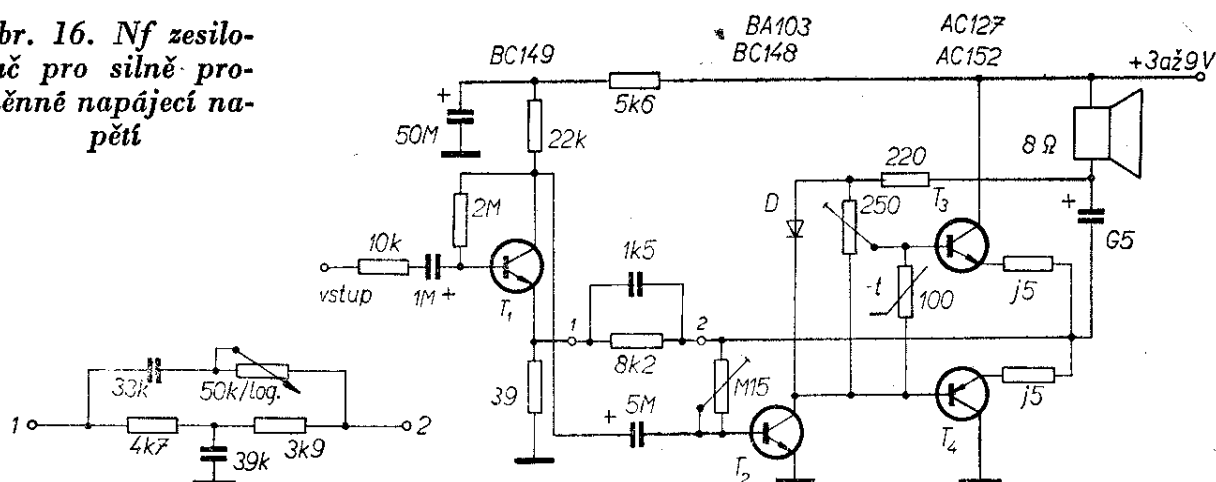 br. 16. Nf zesilo-
ač pro silně pro-
ěnné napájecí na-
pětí
BC149
BA103
BC148
AC127
AC152
+3až9V
5k6
50M
+
22k
8Ω
220
2M
D
250
T3
+
G5
10k
vstup
1M +
T1
1k5
-t
100
j5
1
8k2
2
33k
50k/log.
39
+
5M
M15
j5
1
4k7
39k
3k9
2
T2
T4